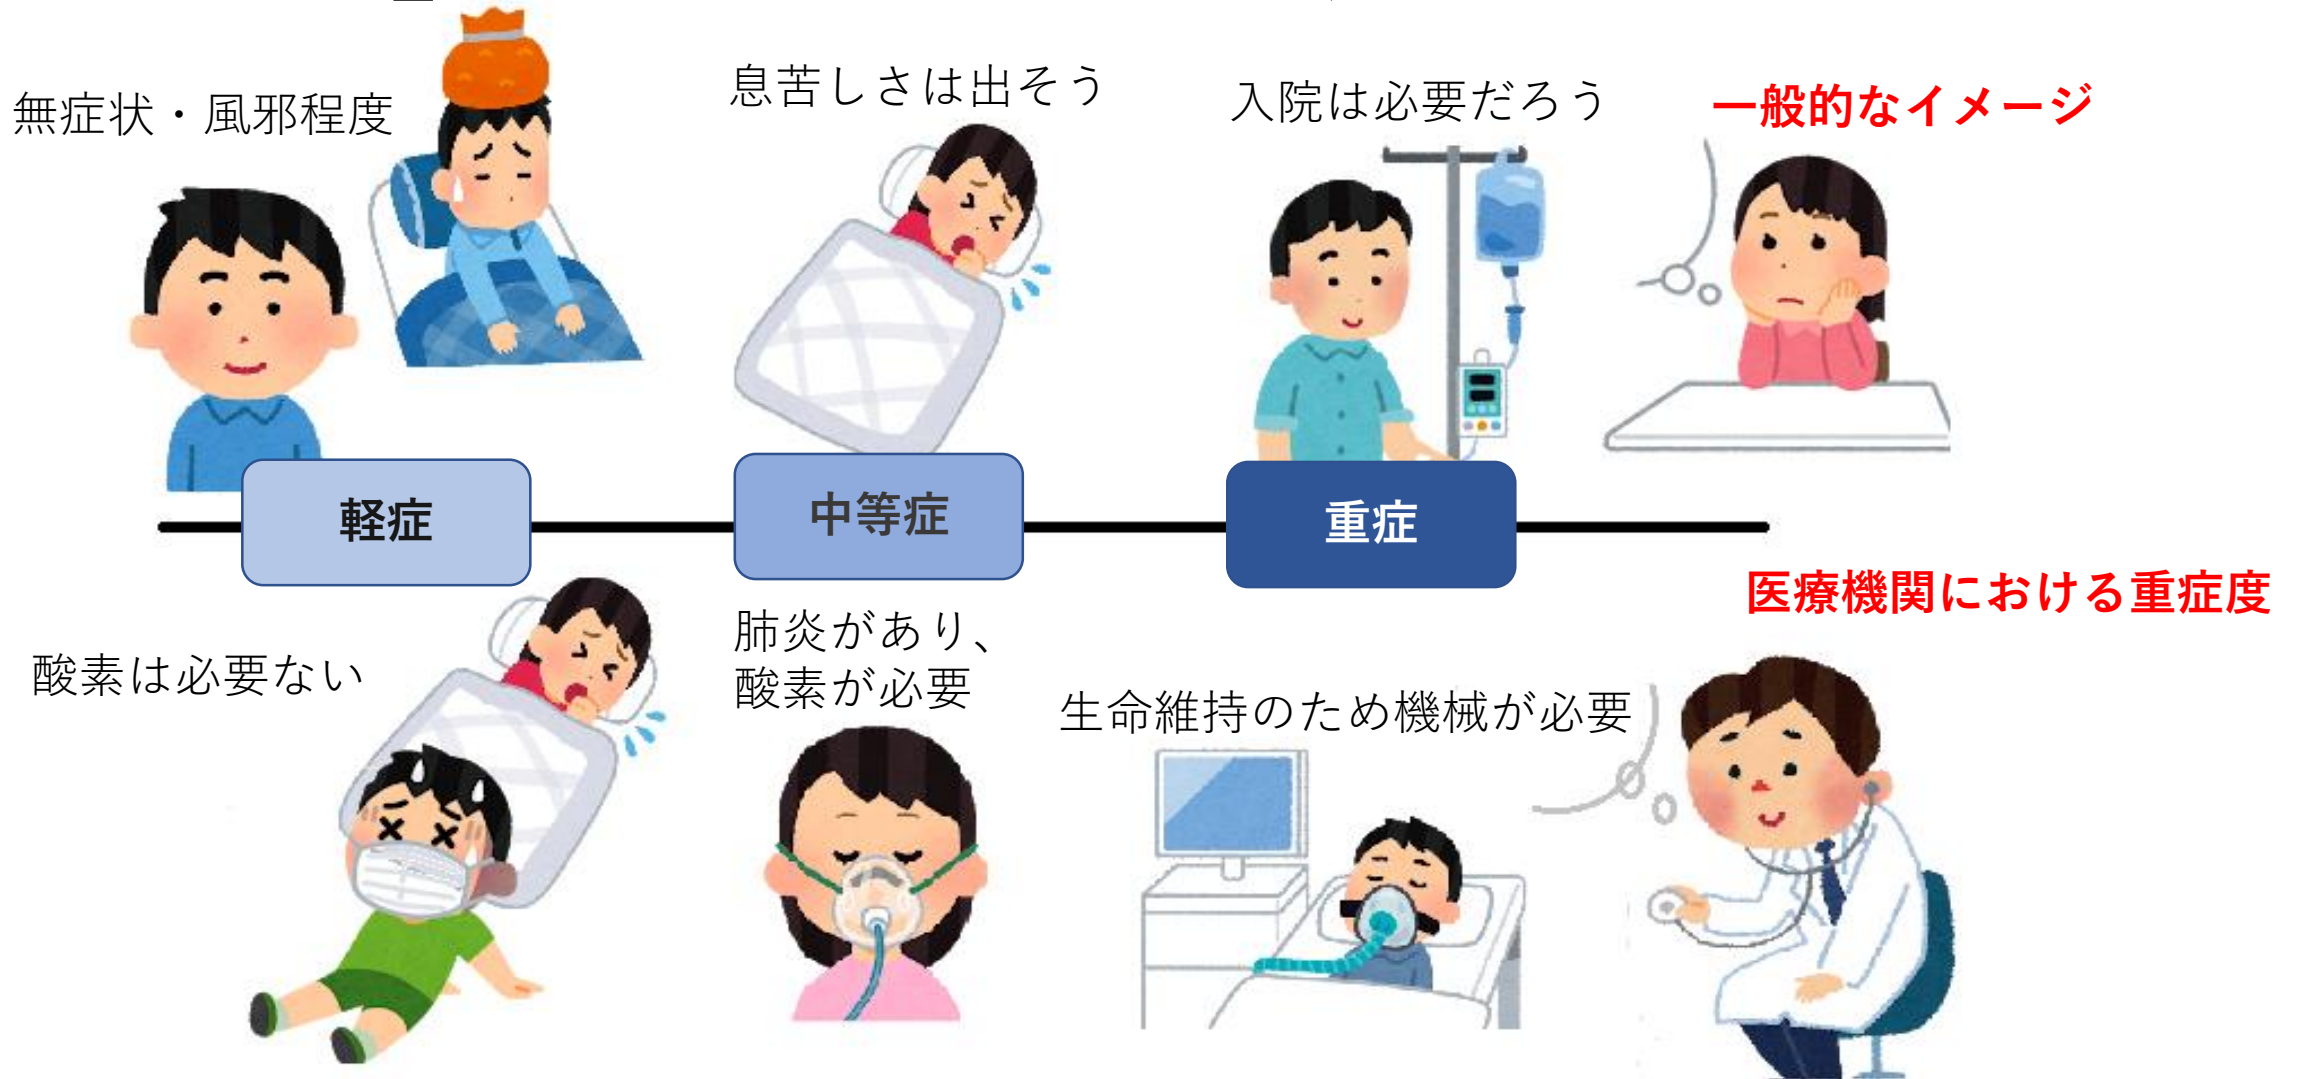 無症状・風邪程度
息苦しさは出そう
入院は必要だろう
一般的なイメージ
軽症
中等症
重症
医療機関における重症度
酸素は必要ない
肺炎があり、
酸素が必要
生命維持のため機械が必要